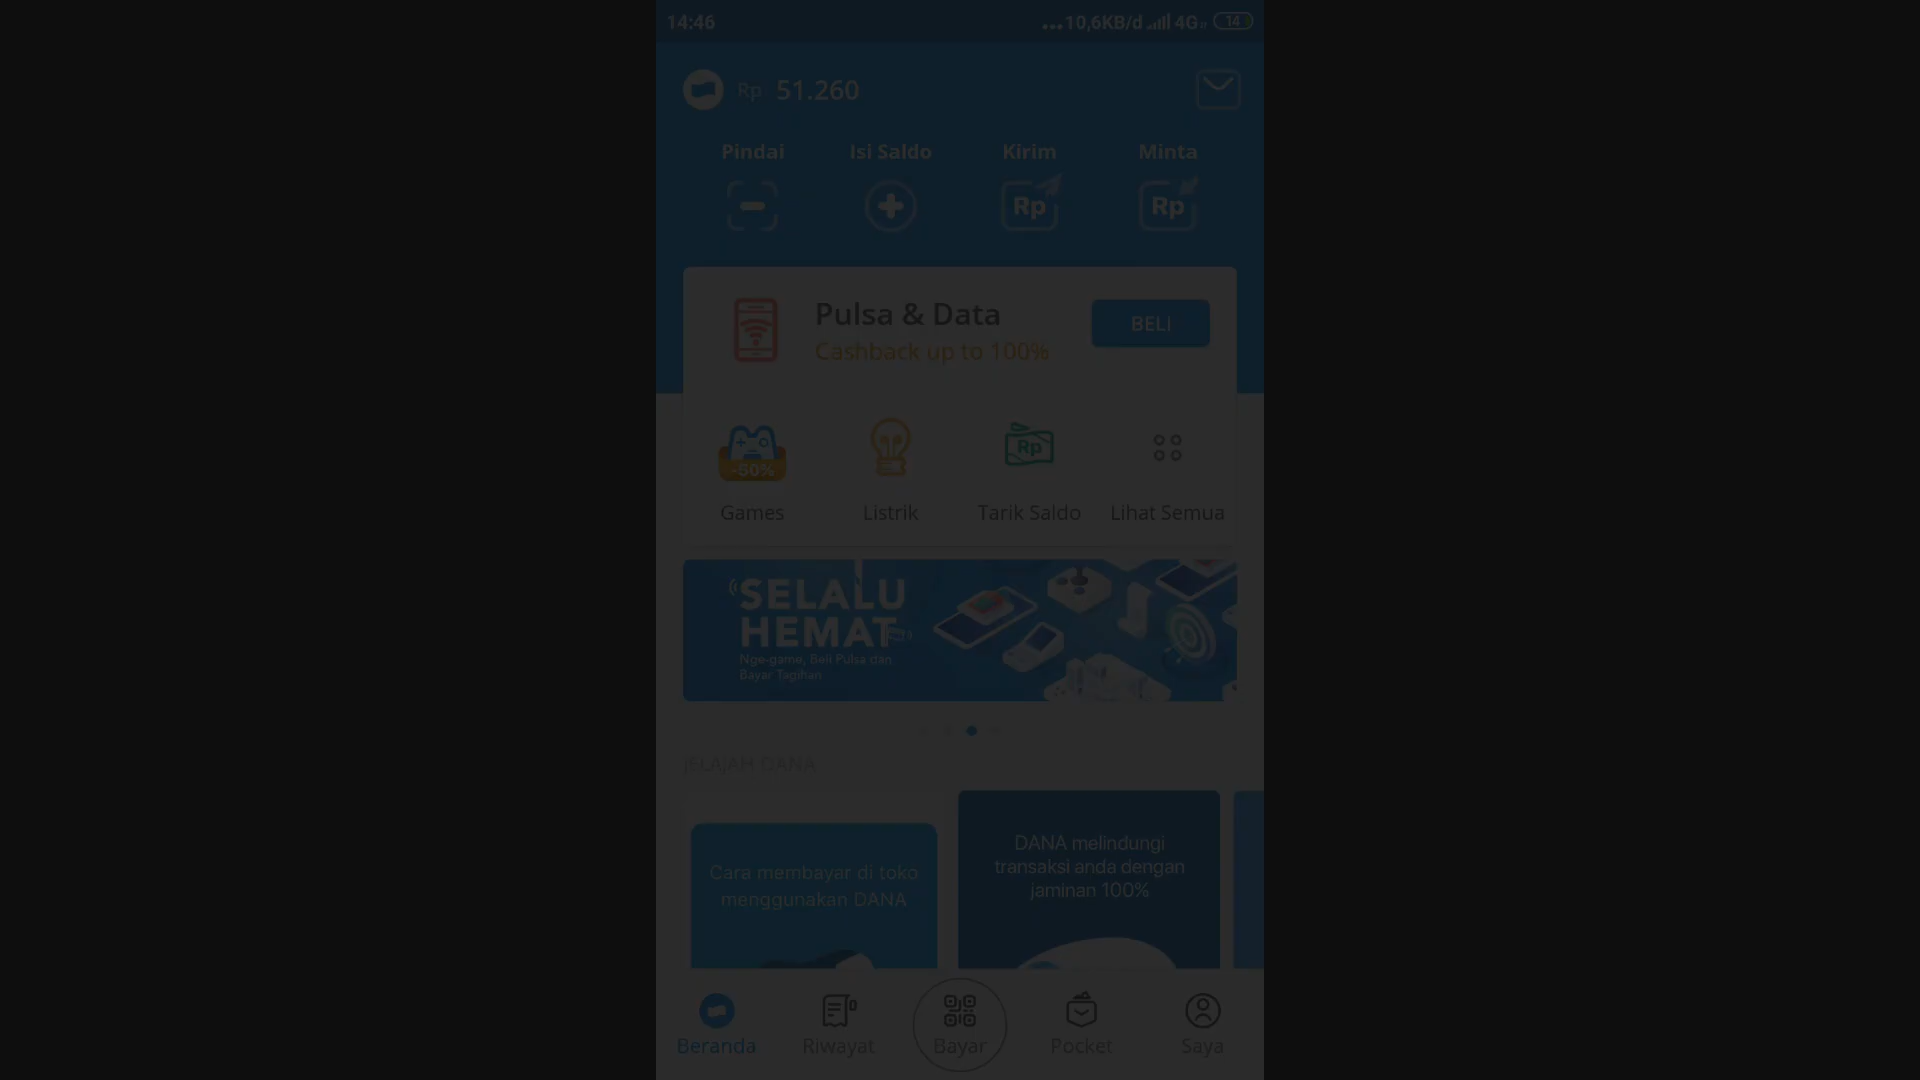 14:46
...10,6KB/d 4G 14
Rp 51.260
Pindai Isi Saldo Kirim Minta
Rp Rp
Pulsa & Data
BELI
Cashback up to 100%
-50%
Rp
Games Listrik Tarik Saldo Lihat Semua
SELALU
HEMAT
Nge-game, Beli Pulsa dan
Bayar Tagihan
JELAJAH DANA
Cara membayar di toko
menggunakan DANA
DANA melindungi
transaksi anda dengan
jaminan 100%
Beranda Riwayat Bayar Pocket Saya